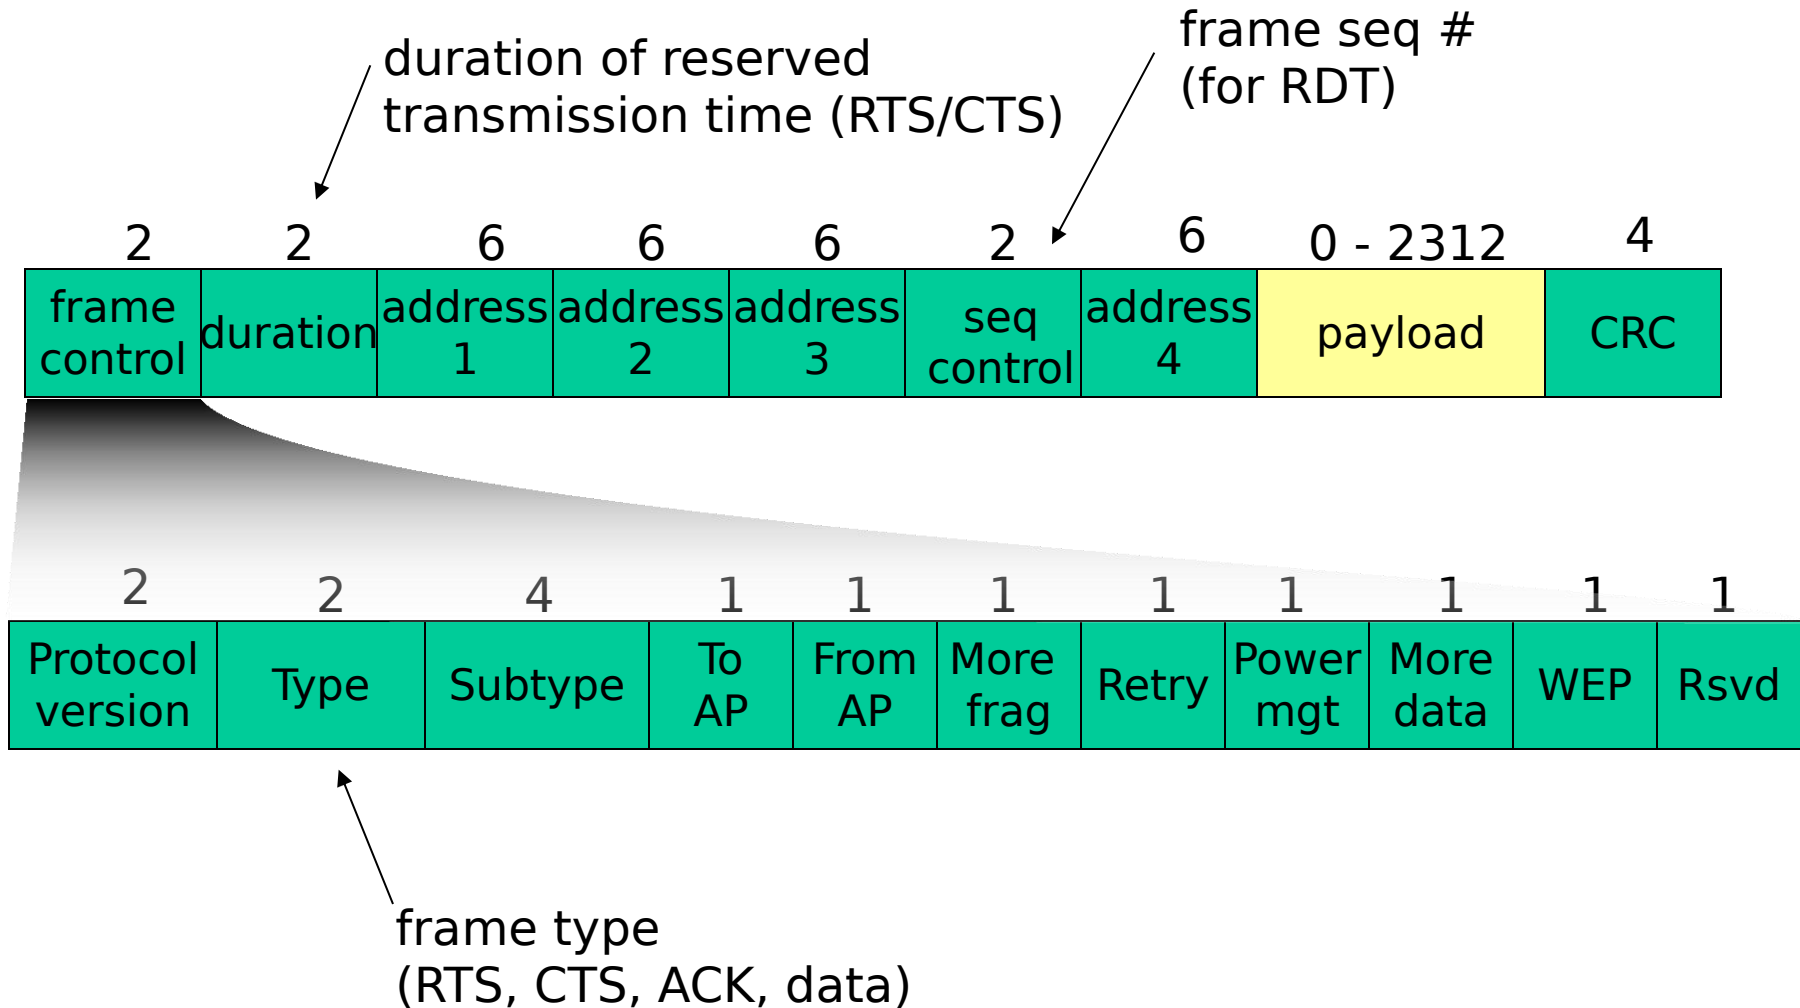 frame seq #
(for RDT)
duration of reserved
transmission time (RTS/CTS)
2 2 6 6 6 2 6 0 - 2312 4
frame
control
duration
address
1
address
2
address
3
seq
control
address
4
payload
CRC
2 2 4 1 1 1 1 1 1 1 1
Protocol
version
Type
Subtype
To
AP
From
AP
More
frag
Retry
Power
mgt
More
data
WEP
Rsvd
frame type
(RTS, CTS, ACK, data)